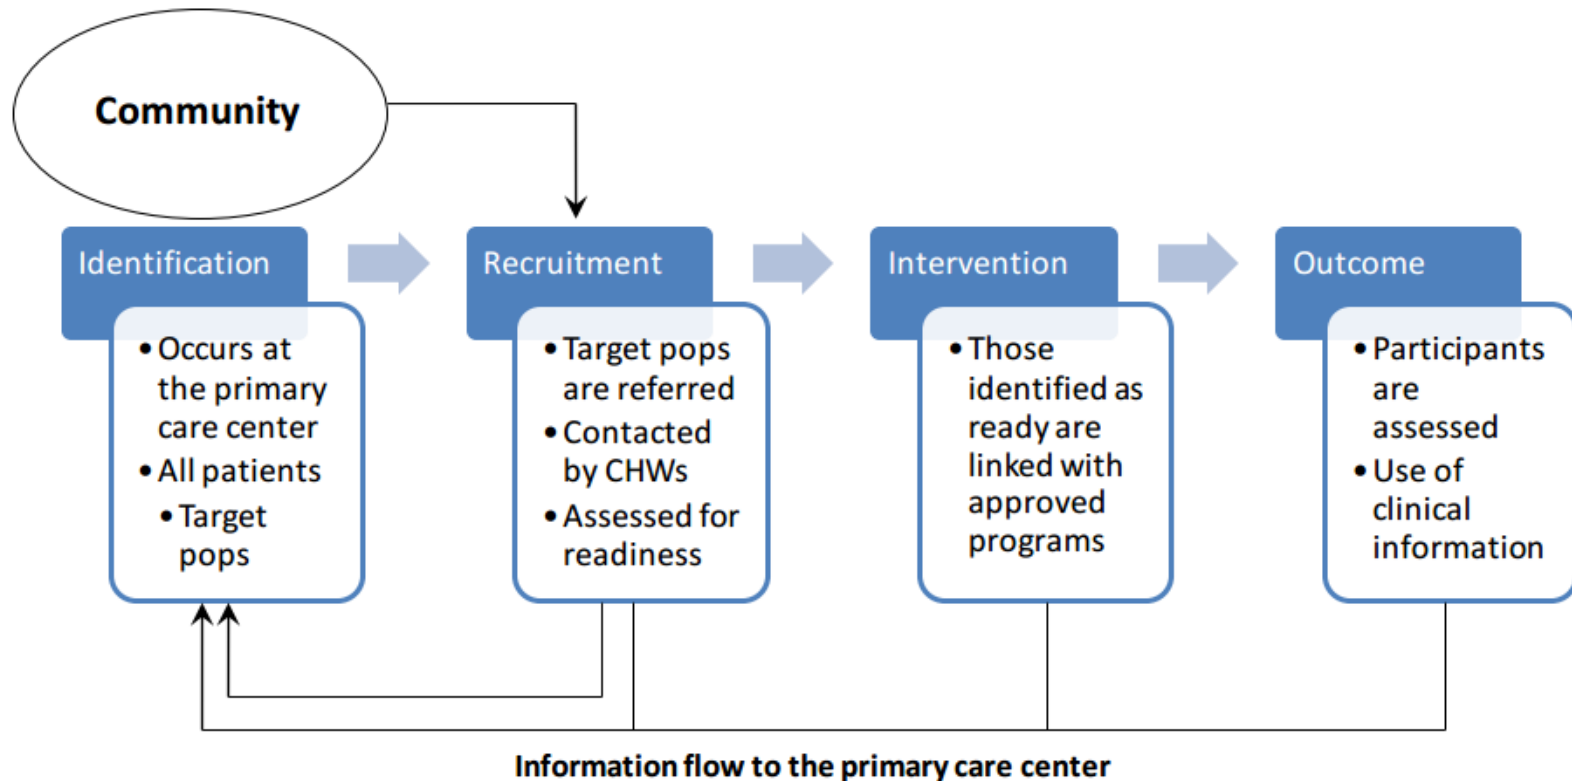 Community
Identification
• Occurs at
the primary
care center
• All patients
• Target
pops
Recruitment
• Target pops
are referred
• Contacted
by CHWs
• Assessed for
readiness
Intervention
• Those
identified as
ready are
linked with
approved
programs
Outcome
• Participants
are
assessed
• Use of
clinical
information
Information flow to the primary care center